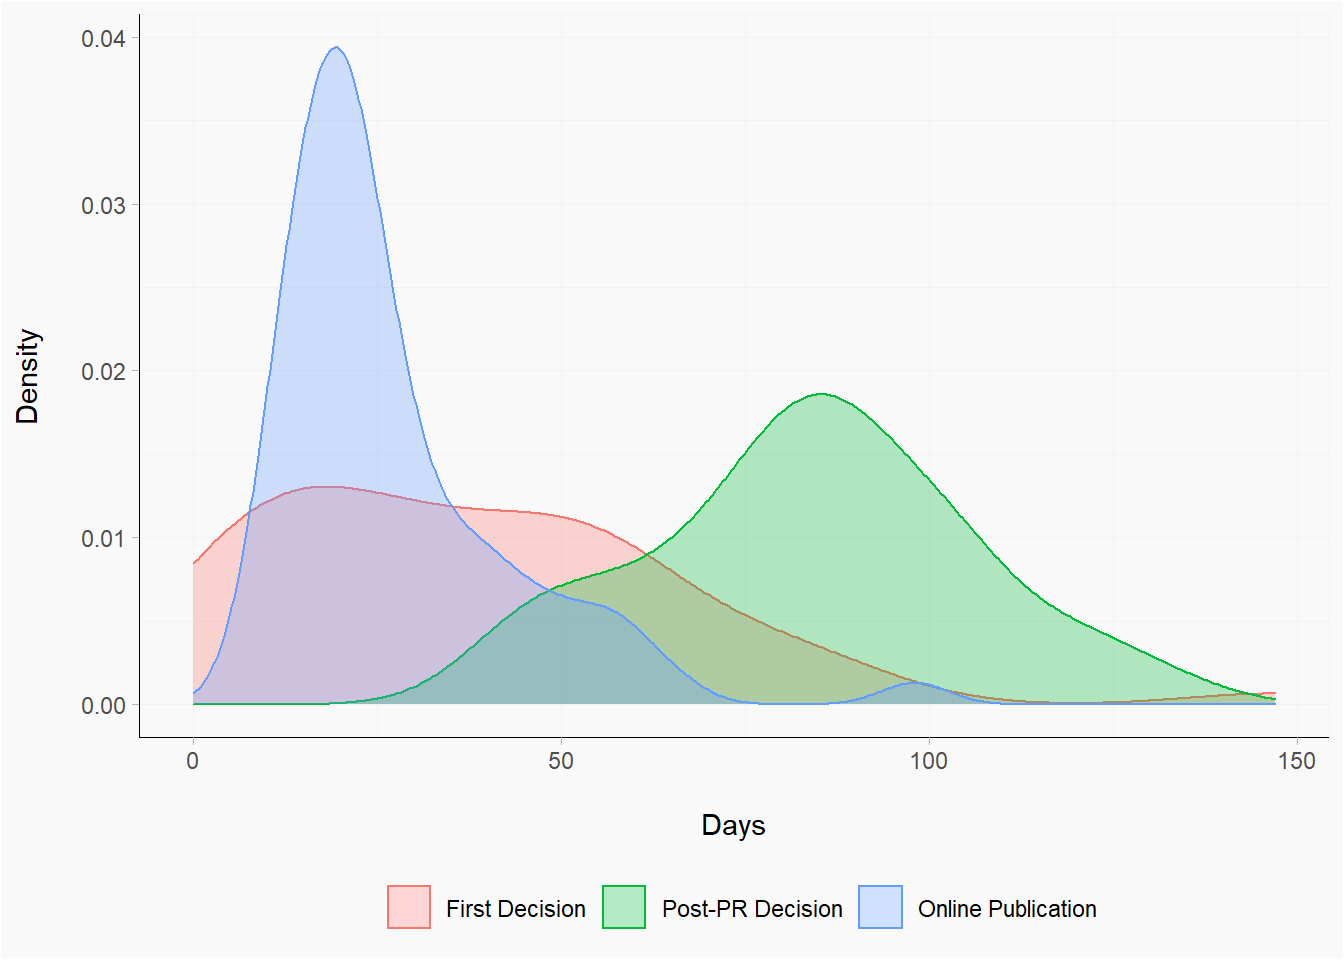 0.04
0.03
0.02
0.01
0.00
Density
0
50
100
150
Days
First Decision
Post-PR Decision
Online Publication